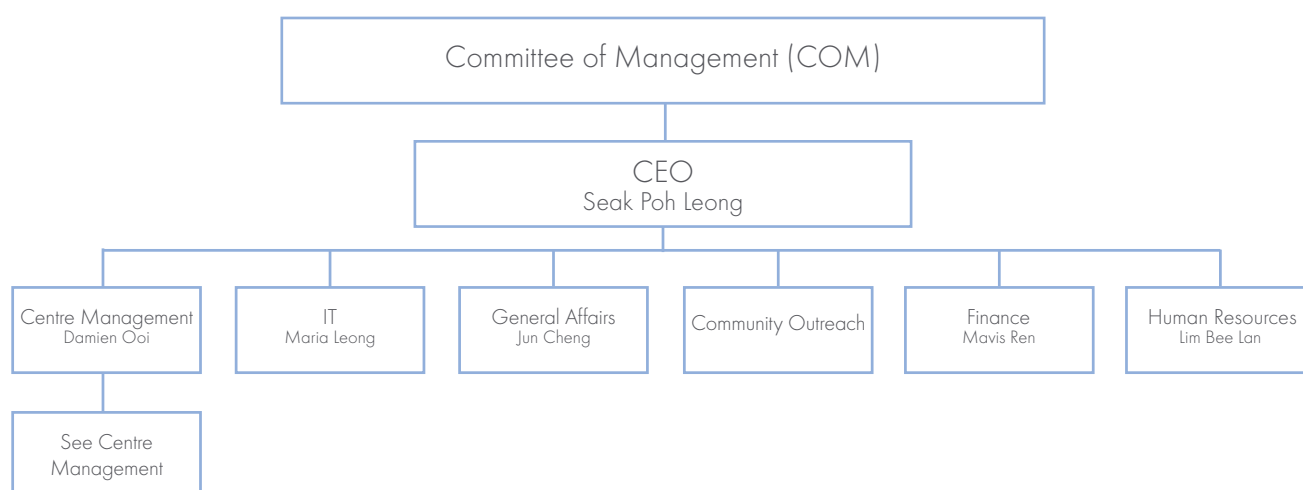 Committee of Management (COM)
CEO
Seak Poh Leong
Centre Management
Damien Ooi
IT
Maria Leong
General Affairs
Jun Cheng
Community Outreach
Finance
Mavis Ren
Human Resources
Lim Bee Lan
See Centre
Management